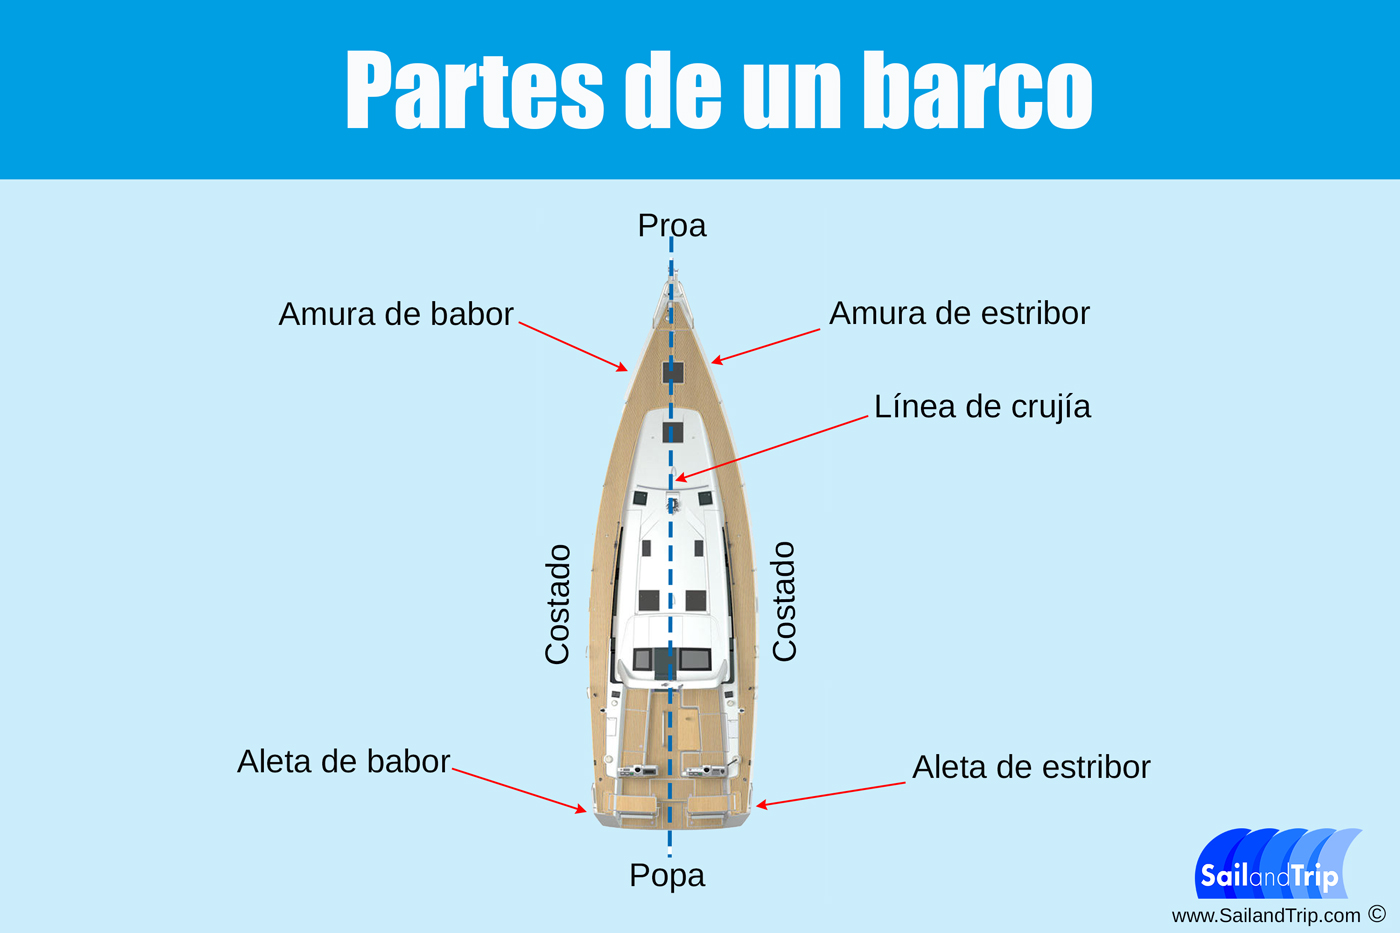 Partes de un barco
Proa
Amura de babor
Amura de estribor
Línea de crujía
Costado
Costado
Aleta de babor
Aleta de estribor
Popa
SailandTrip
www.SailandTrip.com ©